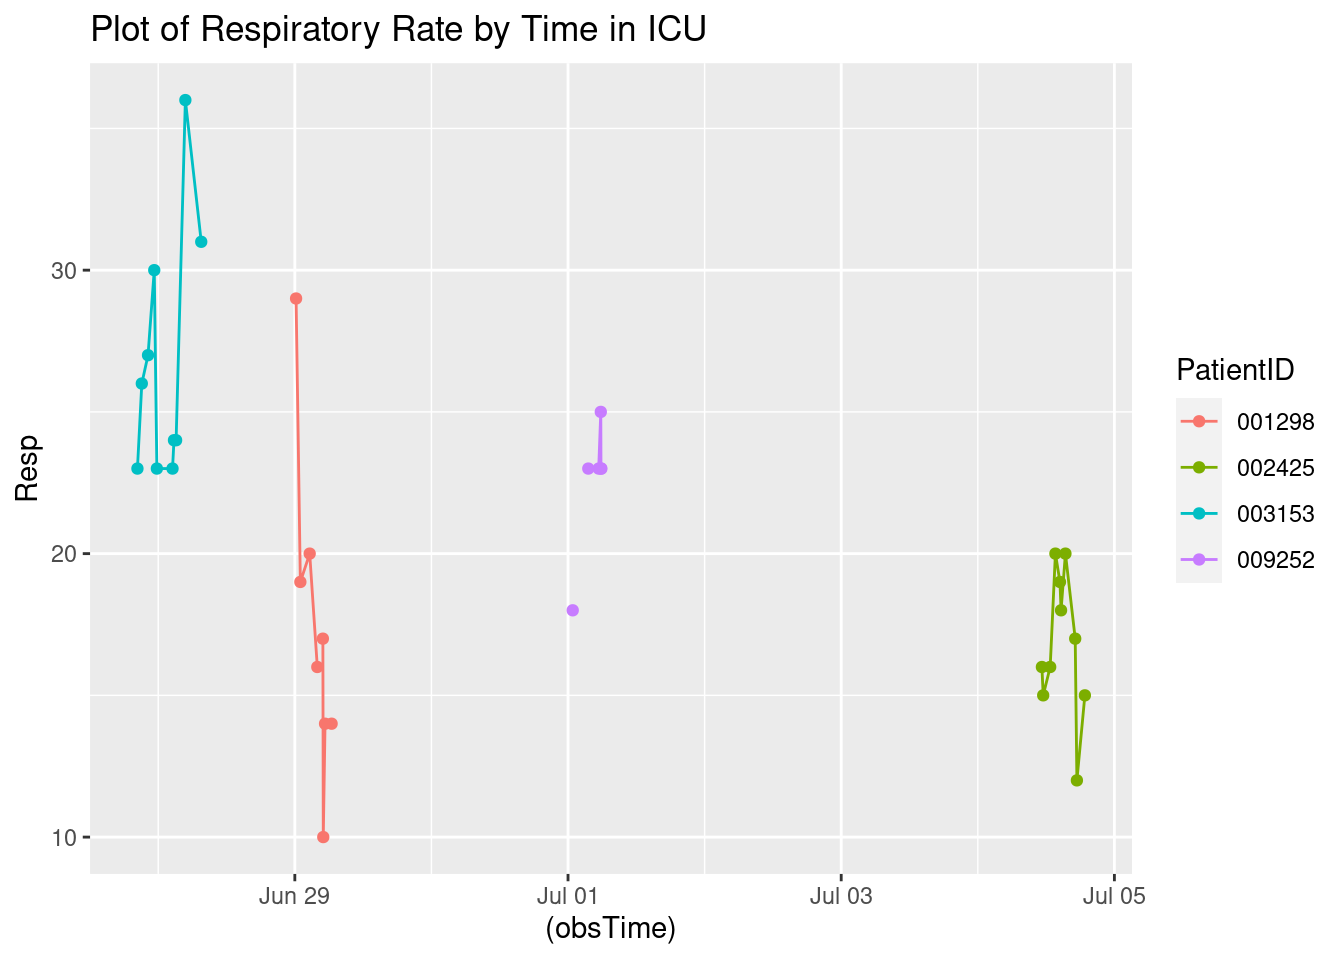 Plot of Respiratory Rate by Time in ICU
Resp
30
20
10
Jun 29
Jul 01
Jul 03
Jul 05
(obsTime)
PatientID
001298
002425
003153
009252